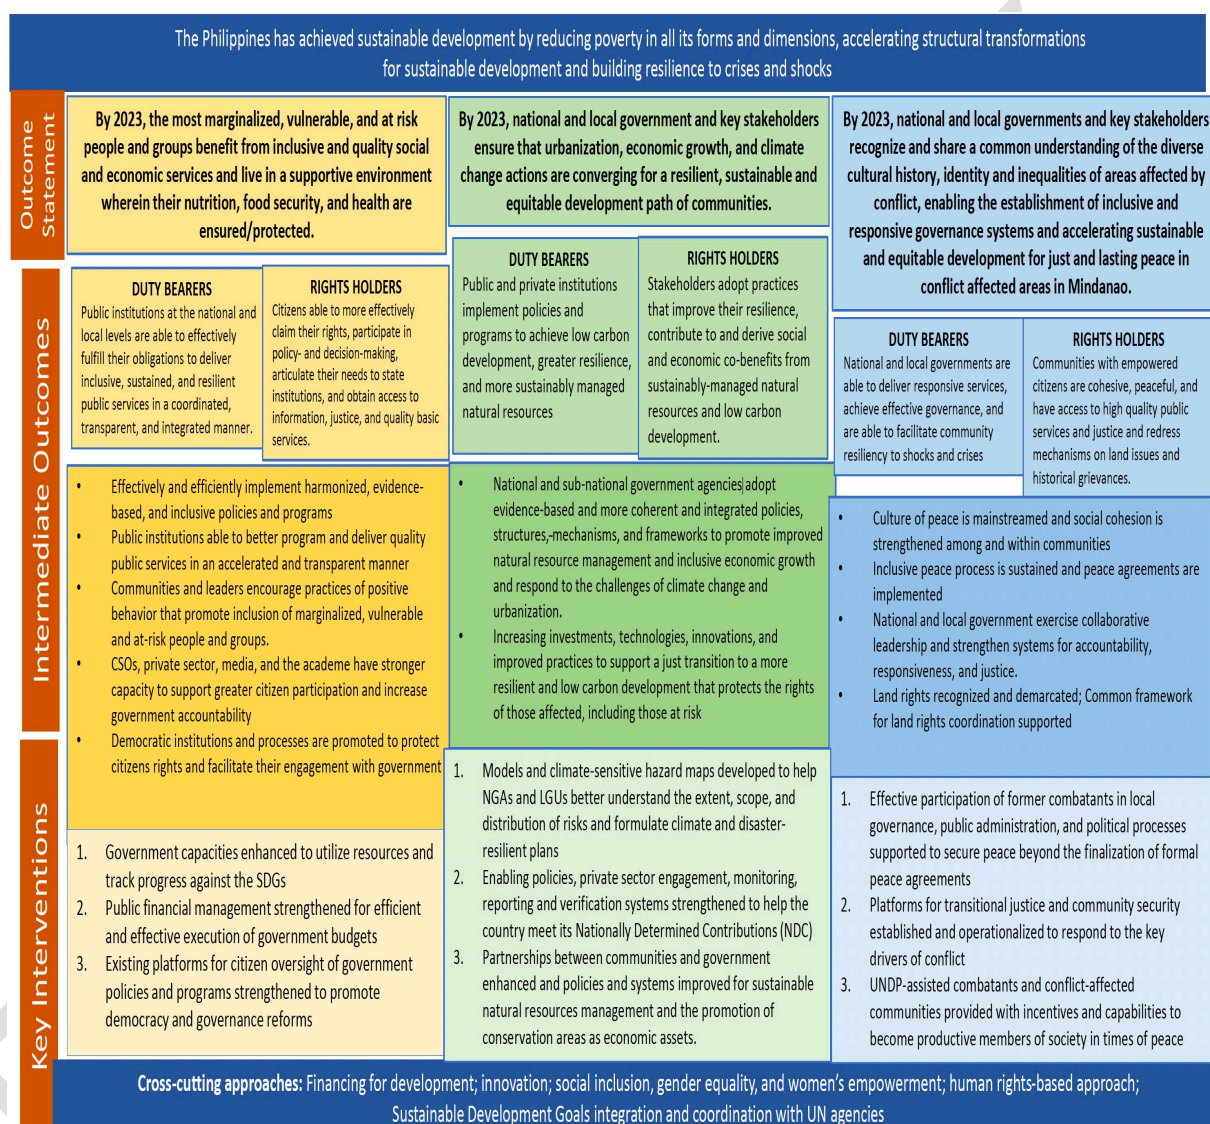 The Philippines has achieved sustainable development by reducing poverty in all its forms and dimensions, accelerating structural transformations
for sustainable development and building resilience to crises and shocks
Outcome
Statement
By 2023, the most marginalized, vulnerable, and at risk
people and groups benefit from inclusive and quality social
and economic services and live in a supportive environment
wherein their nutrition, food security, and health are
ensured/protected.
By 2023, national and local government and key stakeholders
ensure that urbanization, economic growth, and climate
change actions are converging for a resilient, sustainable and
equitable development path of communities.
By 2023, national and local governments and key stakeholders
recognize and share a common understanding of the diverse
cultural history, identity and inequalities of areas affected by
conflict, enabling the establishment of inclusive and
responsive governance systems and accelerating sustainable
and equitable development for just and lasting peace in
conflict affected areas in Mindanao.
Intermediate Outcomes
DUTY BEARERS
Public institutions at the national and
local levels are able to effectively
fulfill their obligations to deliver
inclusive, sustained, and resilient
public services in a coordinated,
transparent, and integrated manner.
RIGHTS HOLDERS
Citizens able to more effectively
claim their rights, participate in
policy- and decision-making,
articulate their needs to state
institutions, and obtain access to
information, justice, and quality basic
services.
DUTY BEARERS
Public and private institutions
implement policies and
programs to achieve low carbon
development, greater resilience,
and more sustainably managed
natural resources
RIGHTS HOLDERS
Stakeholders adopt practices
that improve their resilience,
contribute to and derive social
and economic co-benefits from
sustainably-managed natural
resources and low carbon
development.
DUTY BEARERS
National and local governments are
able to deliver responsive services,
achieve effective governance, and
are able to facilitate community
resiliency to shocks and crises
RIGHTS HOLDERS
Communities with empowered
citizens are cohesive, peaceful, and
have access to high quality public
services and justice and redress
mechanisms on land issues and
historical grievances.
• Effectively and efficiently implement harmonized, evidence-
based, and inclusive policies and programs
• Public institutions able to better program and deliver quality
public services in an accelerated and transparent manner
• Communities and leaders encourage practices of positive
behavior that promote inclusion of marginalized, vulnerable
and at-risk people and groups.
• CSOs, private sector, media, and the academe have stronger
capacity to support greater citizen participation and increase
government accountability
• Democratic institutions and processes are promoted to protect
citizens rights and facilitate their engagement with government
• National and sub-national government agencies adopt
evidence-based and more coherent and integrated policies,
structures,-mechanisms, and frameworks to promote improved
natural resource management and inclusive economic growth
and respond to the challenges of climate change and
urbanization.
• Increasing investments, technologies, innovations, and
improved practices to support a just transition to a more
resilient and low carbon development that protects the rights
of those affected, including those at risk
• Culture of peace is mainstreamed and social cohesion is
strengthened among and within communities
• Inclusive peace process is sustained and peace agreements are
implemented
• National and local government exercise collaborative
leadership and strengthen systems for accountability,
responsiveness, and justice.
• Land rights recognized and demarcated; Common framework
for land rights coordination supported
Key Interventions
1. Government capacities enhanced to utilize resources and
track progress against the SDGs
2. Public financial management strengthened for efficient
and effective execution of government budgets
3. Existing platforms for citizen oversight of government
policies and programs strengthened to promote
democracy and governance reforms
1. Models and climate-sensitive hazard maps developed to help
NGAs and LGUs better understand the extent, scope, and
distribution of risks and formulate climate and disaster-
resilient plans
2. Enabling policies, private sector engagement, monitoring,
reporting and verification systems strengthened to help the
country meet its Nationally Determined Contributions (NDC)
3. Partnerships between communities and government
enhanced and policies and systems improved for sustainable
natural resources management and the promotion of
conservation areas as economic assets.
1. Effective participation of former combatants in local
governance, public administration, and political processes
supported to secure peace beyond the finalization of formal
peace agreements
2. Platforms for transitional justice and community security
established and operationalized to respond to the key
drivers of conflict
3. UNDP-assisted combatants and conflict-affected
communities provided with incentives and capabilities to
become productive members of society in times of peace
Cross-cutting approaches: Financing for development; innovation; social inclusion, gender equality, and women's empowerment; human rights-based approach;
Sustainable Development Goals integration and coordination with UN agencies